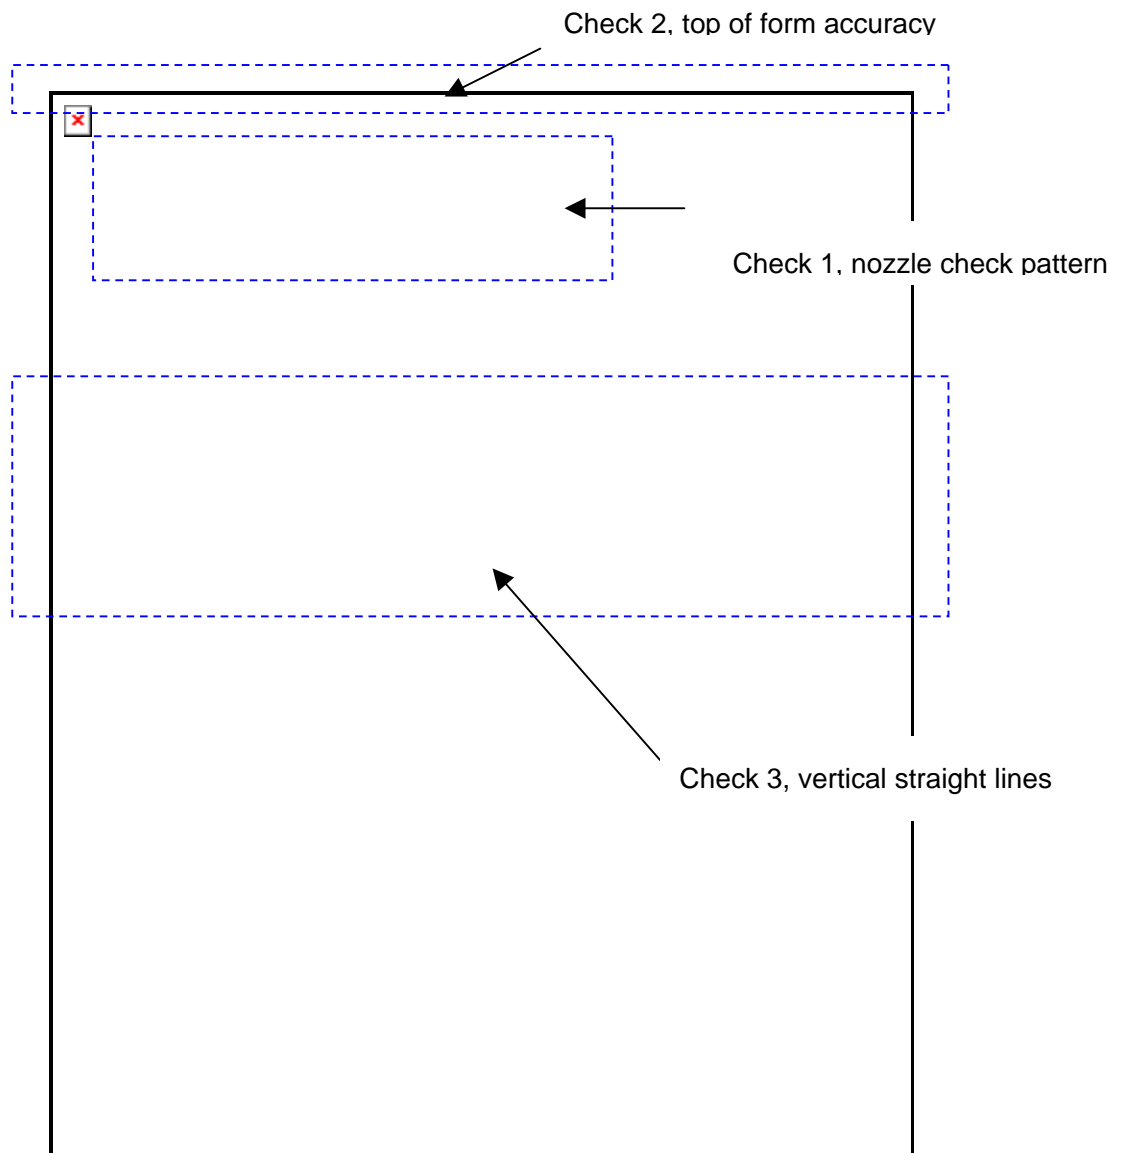 Check 2, top of form accuracy
Check 1, nozzle check pattern
Check 3, vertical straight lines